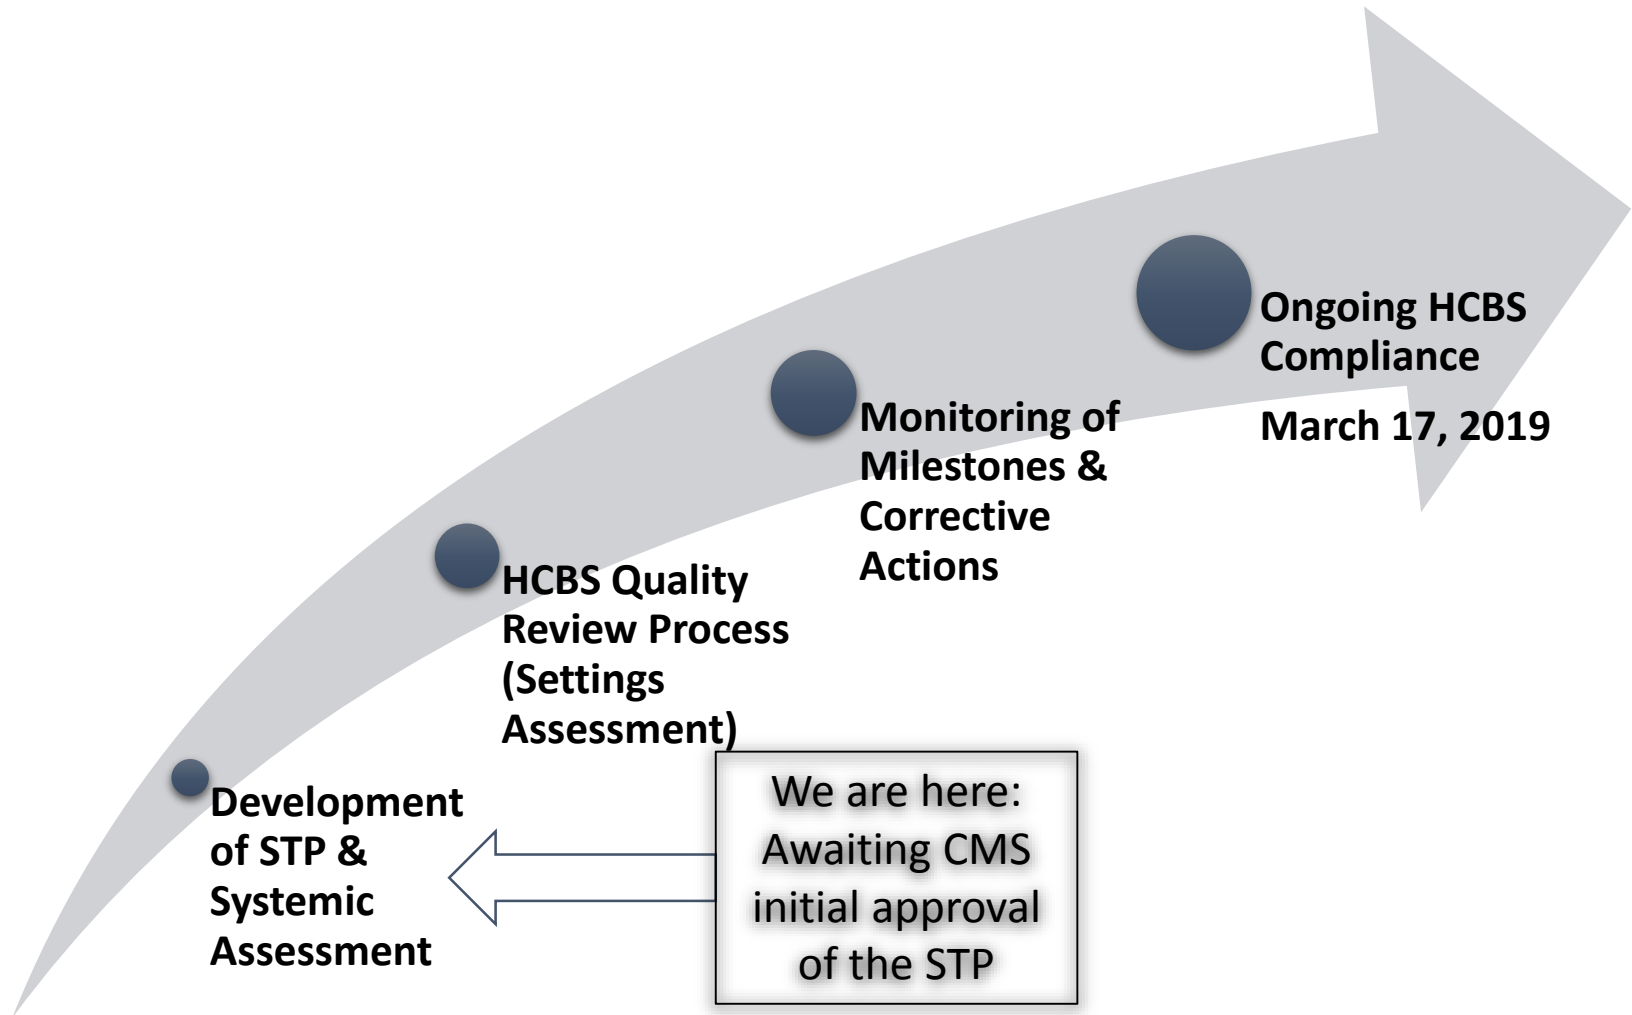 Ongoing HCBS
Compliance
March 17, 2019
Monitoring of
Milestones &
Corrective
Actions
HCBS Quality
Review Process
(Settings
Assessment)
Development
of STP &
Systemic
Assessment
We are here:
Awaiting CMS
initial approval
of the STP